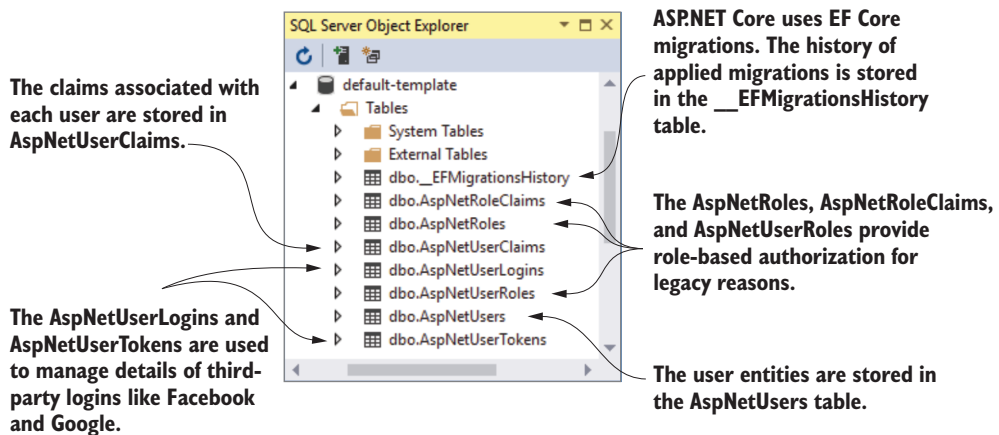 SQL Server Object Explorer
default-template
Tables
System Tables
External Tables
dbo.__EFMigrationsHistory
dbo.AspNetRoleClaims
dbo.AspNetRoles
dbo.AspNetUserClaims
dbo.AspNetUserLogins
dbo.AspNetUserRoles
dbo.AspNetUsers
dbo.AspNetUserTokens
The claims associated with
each user are stored in
AspNetUserClaims.
The AspNetUserLogins and
AspNetUserTokens are used
to manage details of third-
party logins like Facebook
and Google.
ASP.NET Core uses EF Core
migrations. The history of
applied migrations is stored
in the __EFMigrationsHistory
table.
The AspNetRoles, AspNetRoleClaims,
and AspNetUserRoles provide
role-based authorization for
legacy reasons.
The user entities are stored in
the AspNetUsers table.